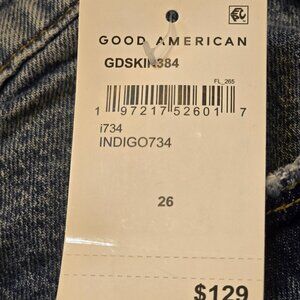 GOOD AMERICAN
GDSKIN384
FL_265
1 97217 52601 7
i734
INDIGO734
26
$129